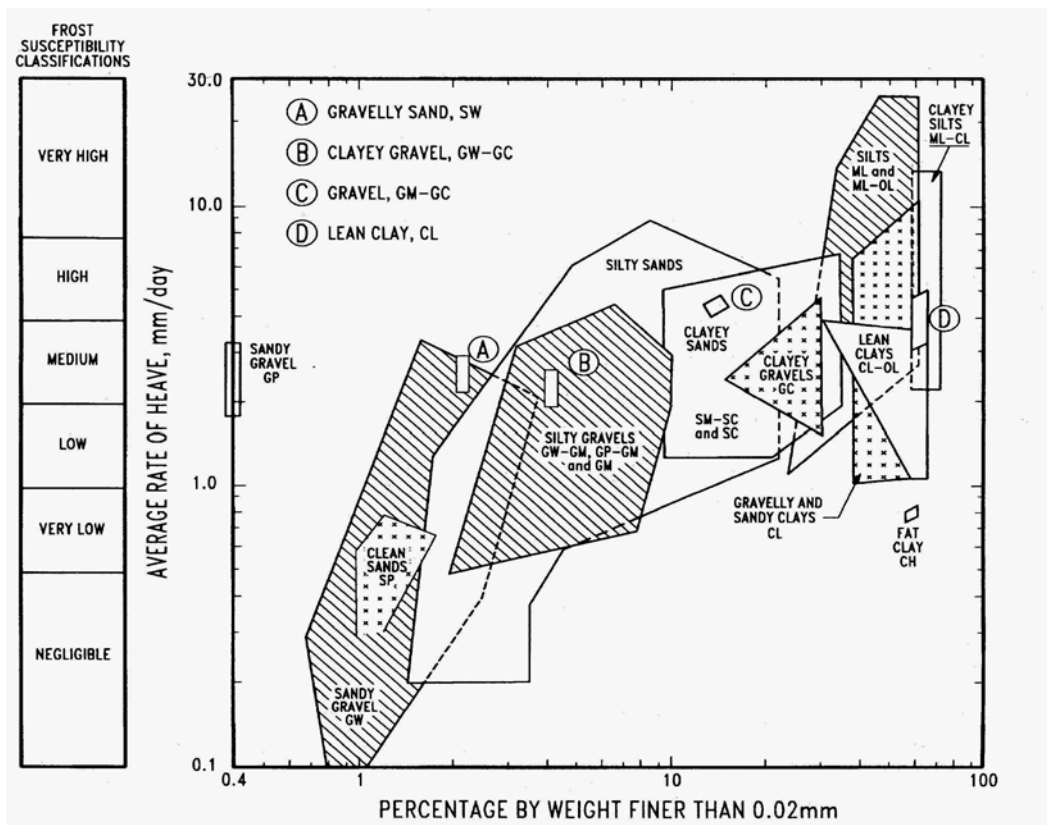 FROST
SUSCEPTIBILITY
CLASSIFICATIONS
VERY HIGH
HIGH
MEDIUM
LOW
VERY LOW
NEGLIGIBLE
AVERAGE RATE OF HEAVE, mm/day
30.0
10.0
1.0
0.1
Ⓐ GRAVELLY SAND, SW
Ⓑ CLAYEY GRAVEL, GW-GC
Ⓒ GRAVEL, GM-GC
Ⓓ LEAN CLAY, CL
CLAYEY
SILTS
ML-CL
SILTS
ML and
ML-OL
SILTY SANDS
SANDY
GRAVEL
GP
Ⓐ
Ⓑ
Ⓒ
Ⓓ
CLAYEY
SANDS
SM-SC
and SC
CLAYEY
GRAVELS
GC
LEAN
CLAYS
CL-OL
SILTY GRAVELS
GW-GM, GP-GM
and GM
GRAVELLY AND
SANDY CLAYS
CL
FAT
CLAY
CH
CLEAN
SANDS
SP
SANDY
GRAVEL
GW
0.4
1
10
100
PERCENTAGE BY WEIGHT FINER THAN 0.02mm